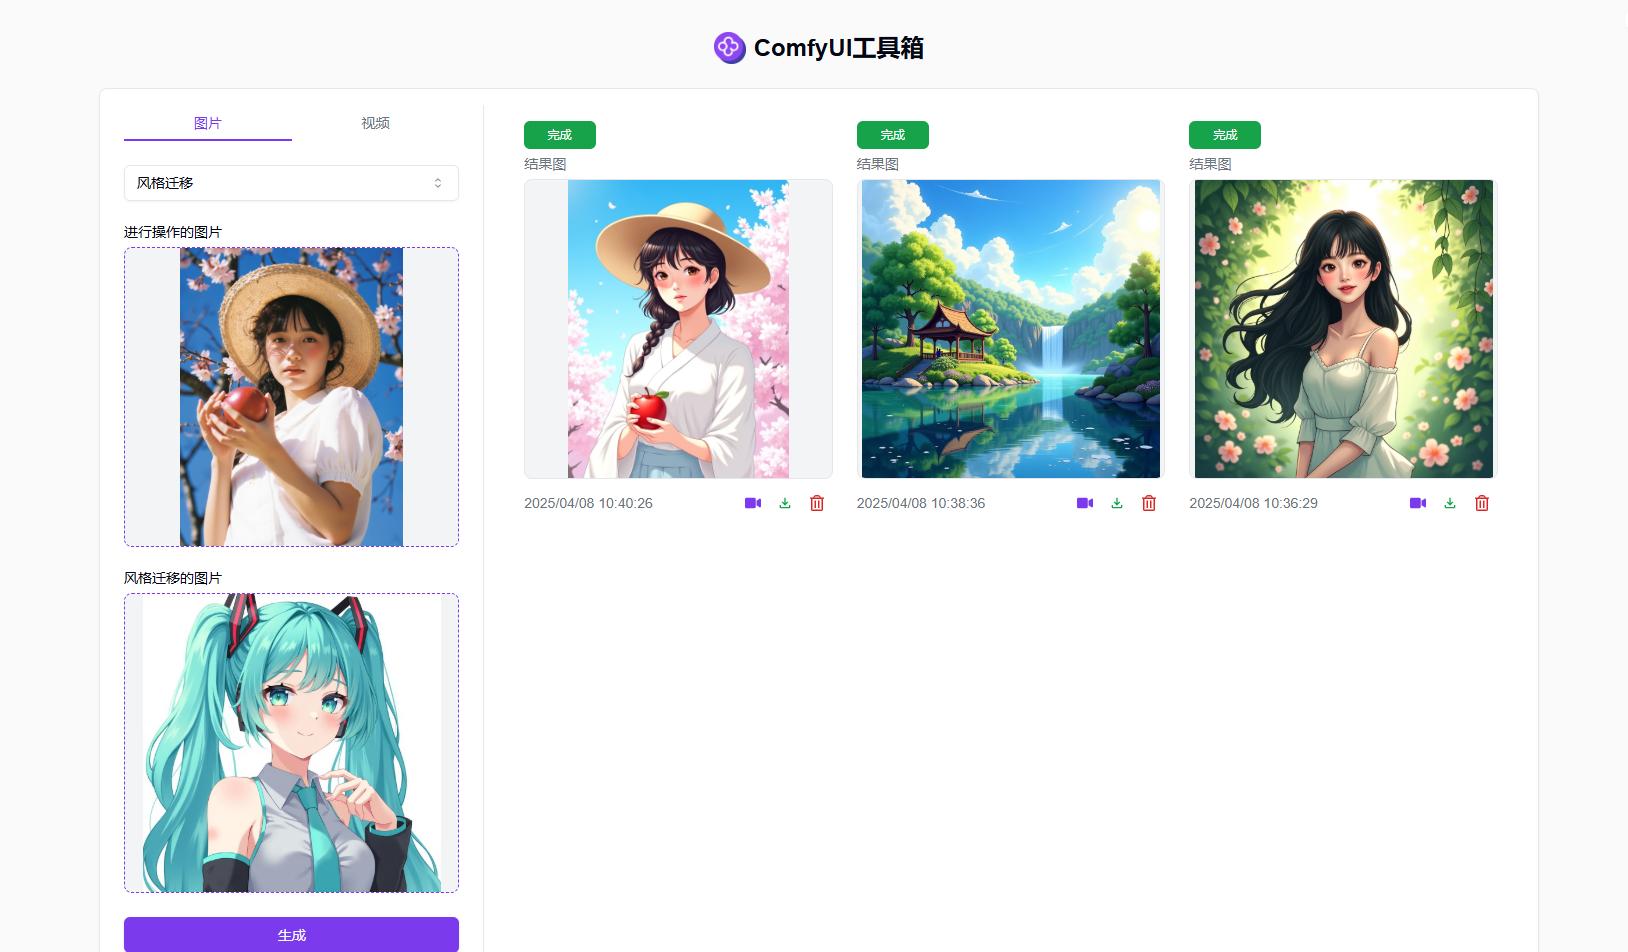 ComfyUI工具箱
图片
视频
风格迁移
进行操作的图片
风格迁移的图片
生成
完成
结果图
2025/04/08 10:40:26
完成
结果图
2025/04/08 10:38:36
完成
结果图
2025/04/08 10:36:29